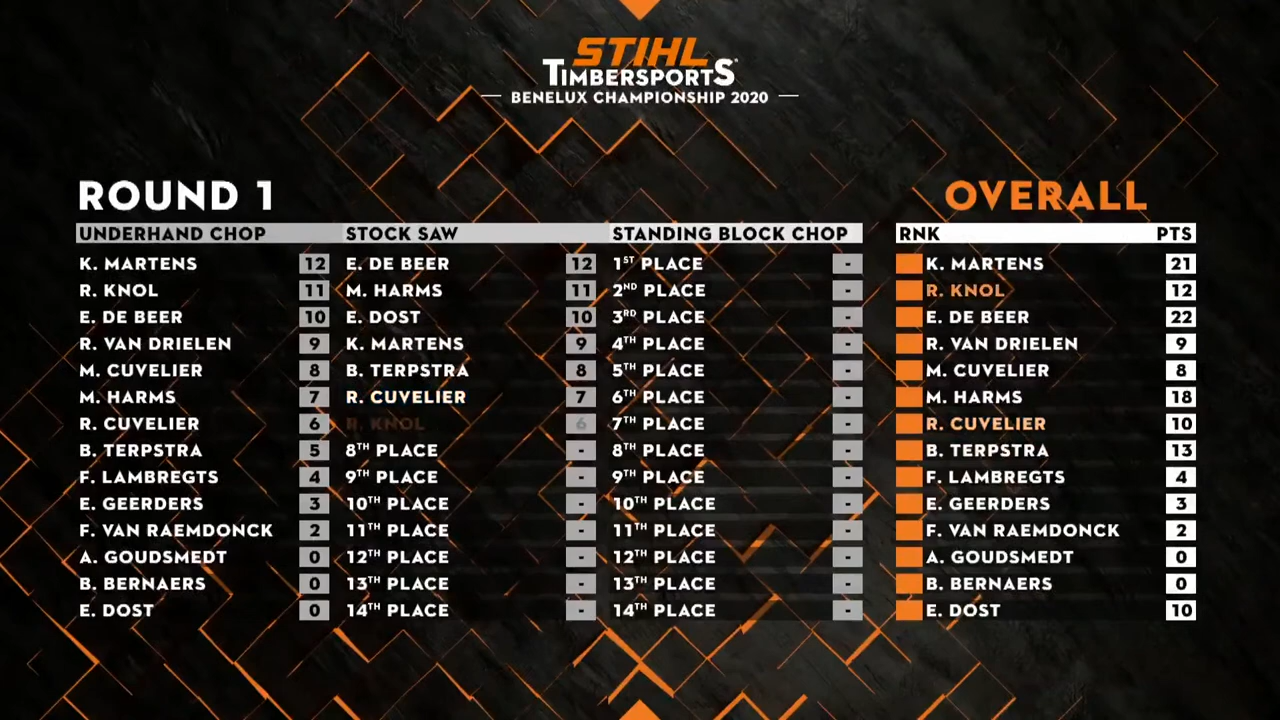 STIHL
TIMBERSPORTS®
BENELUX CHAMPIONSHIP 2020
ROUND 1 OVERALL
UNDERHAND CHOP STOCK SAW STANDING BLOCK CHOP RNK PTS
K. MARTENS 12 E. DE BEER 12 1ST PLACE - K. MARTENS 21
R. KNOL 11 M. HARMS 11 2ND PLACE - R. KNOL 12
E. DE BEER 10 E. DOST 10 3RD PLACE - E. DE BEER 22
R. VAN DRIELEN 9 K. MARTENS 9 4TH PLACE - R. VAN DRIELEN 9
M. CUVELIER 8 B. TERPSTRA 8 5TH PLACE - M. CUVELIER 8
M. HARMS 7 R. CUVELIER 7 6TH PLACE - M. HARMS 18
R. CUVELIER 6 R. KNOL 6 7TH PLACE - R. CUVELIER 10
B. TERPSTRA 5 8TH PLACE - 8TH PLACE - B. TERPSTRA 13
F. LAMBREGTS 4 9TH PLACE - 9TH PLACE - F. LAMBREGTS 4
E. GEERDERS 3 10TH PLACE - 10TH PLACE - E. GEERDERS 3
F. VAN RAEMDONCK 2 11TH PLACE - 11TH PLACE - F. VAN RAEMDONCK 2
A. GOUDSMEDT 0 12TH PLACE - 12TH PLACE - A. GOUDSMEDT 0
B. BERNAERS 0 13TH PLACE - 13TH PLACE - B. BERNAERS 0
E. DOST 0 14TH PLACE - 14TH PLACE - E. DOST 10